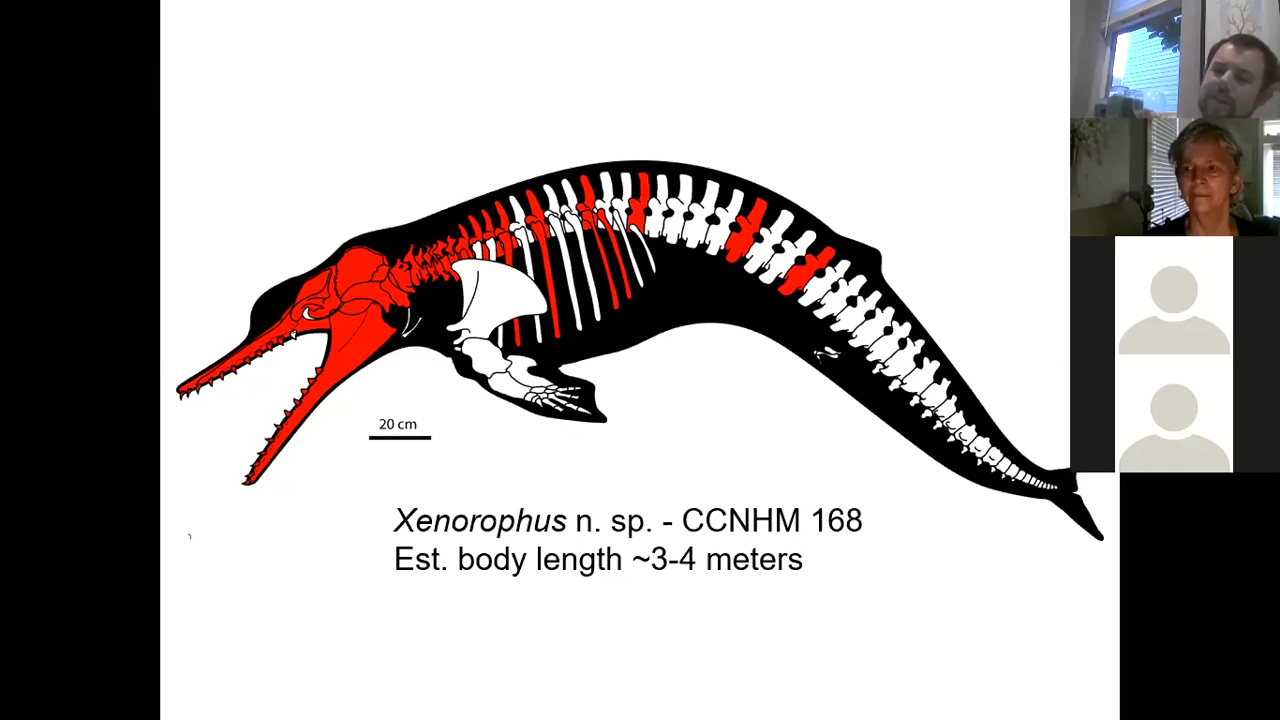 20 cm
Xenorophus n. sp. - CCNHM 168
Est. body length ~3-4 meters